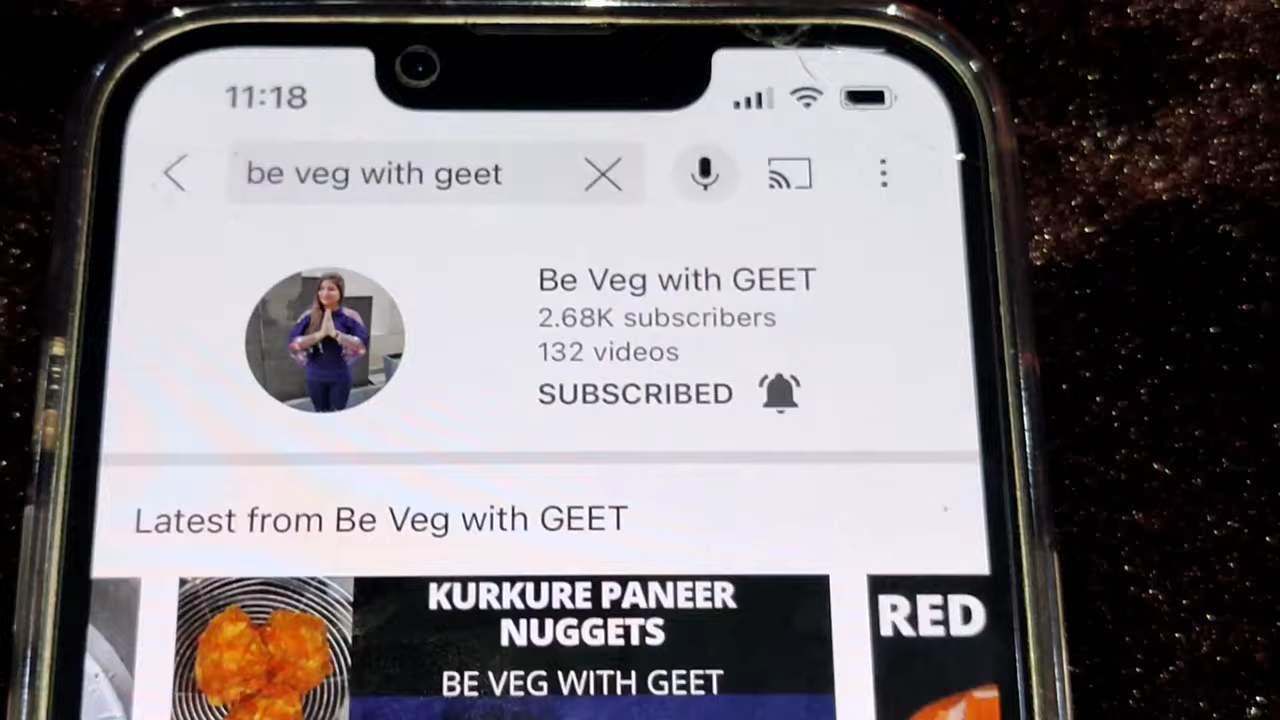 11:18
be veg with geet
Be Veg with GEET
2.68K subscribers
132 videos
SUBSCRIBED
Latest from Be Veg with GEET
KURKURE PANEER
NUGGETS
BE VEG WITH GEET
RED